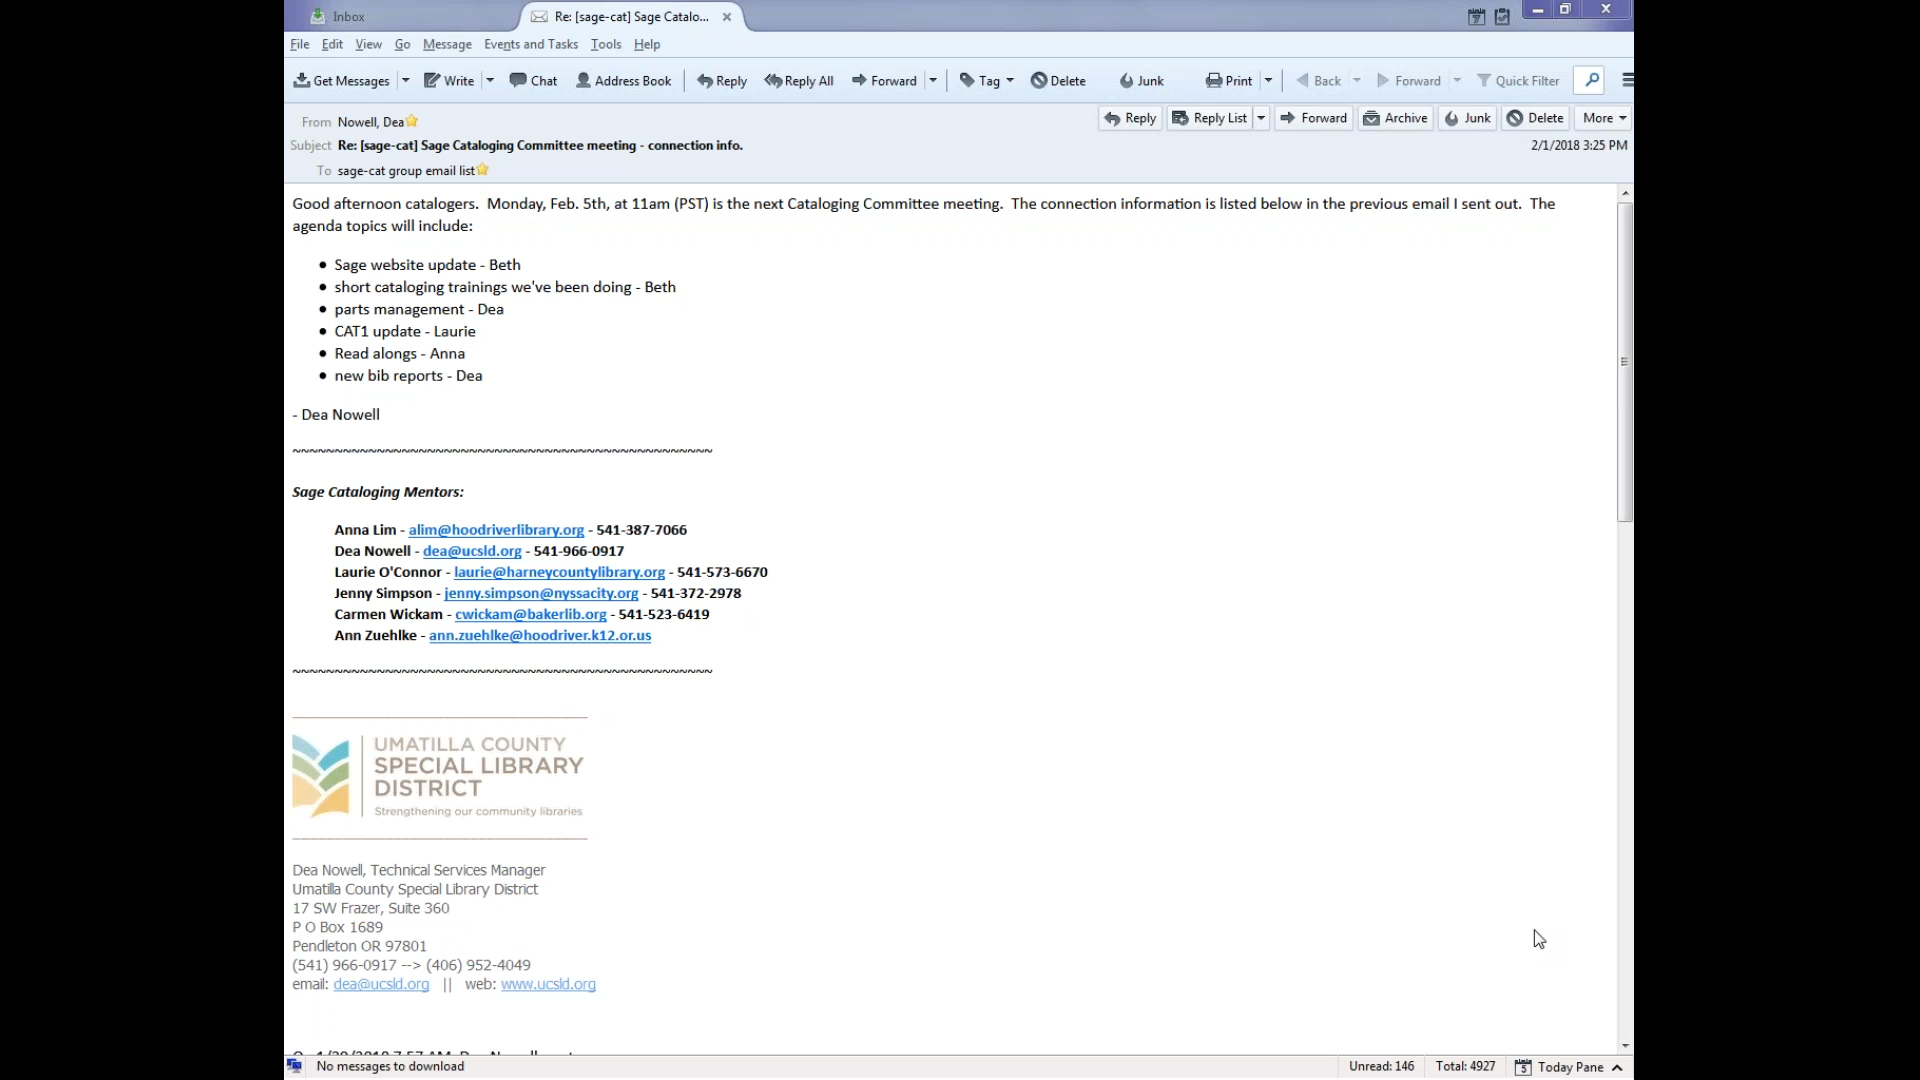 Inbox
Re: [sage-cat] Sage Catalo...
File Edit View Go Message Events and Tasks Tools Help
Get Messages Write Chat Address Book Reply Reply All Forward Tag Delete Junk Print Back Forward Quick Filter
From Nowell, Dea
Reply Reply List Forward Archive Junk Delete More
Subject Re: [sage-cat] Sage Cataloging Committee meeting - connection info.
2/1/2018 3:25 PM
To sage-cat group email list
Good afternoon catalogers. Monday, Feb. 5th, at 11am (PST) is the next Cataloging Committee meeting. The connection information is listed below in the previous email I sent out. The
agenda topics will include:
• Sage website update - Beth
• short cataloging trainings we've been doing - Beth
• parts management - Dea
• CAT1 update - Laurie
• Read alongs - Anna
• new bib reports - Dea
- Dea Nowell
~~~~~~~~~~~~~~~~~~~~~~~~~~~~~~~~~~~~~~~~~~~~~~~~~~
Sage Cataloging Mentors:
Anna Lim - alim@hoodriverlibrary.org - 541-387-7066
Dea Nowell - dea@ucsld.org - 541-966-0917
Laurie O'Connor - laurie@harneycountylibrary.org - 541-573-6670
Jenny Simpson - jenny.simpson@nyssacity.org - 541-372-2978
Carmen Wickam - cwickam@bakerlib.org - 541-523-6419
Ann Zuehlke - ann.zuehlke@hoodriver.k12.or.us
~~~~~~~~~~~~~~~~~~~~~~~~~~~~~~~~~~~~~~~~~~~~~~~~~~
UMATILLA COUNTY
SPECIAL LIBRARY
DISTRICT
Strengthening our community libraries
Dea Nowell, Technical Services Manager
Umatilla County Special Library District
17 SW Frazer, Suite 360
P O Box 1689
Pendleton OR 97801
(541) 966-0917 --> (406) 952-4049
email: dea@ucsld.org || web: www.ucsld.org
No messages to download
Unread: 146 Total: 4927 5 Today Pane